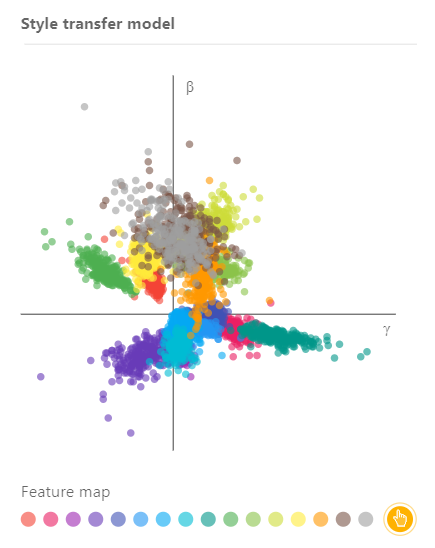 Style transfer model
β
γ
Feature map